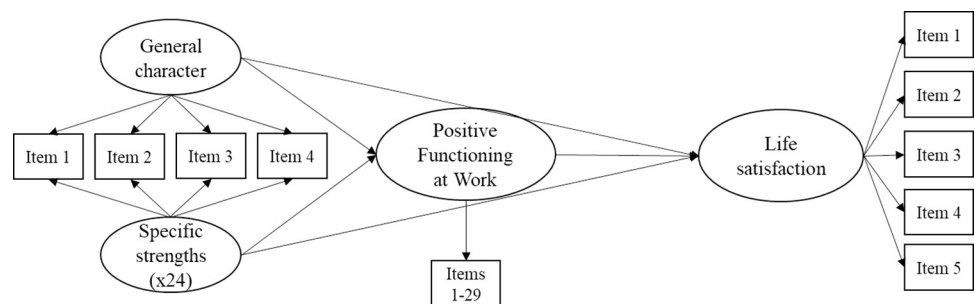 General
character
Item 1
Item 2
Item 3
Item 4
Specific
strengths
(x24)
Positive
Functioning
at Work
Items
1-29
Life
satisfaction
Item 1
Item 2
Item 3
Item 4
Item 5